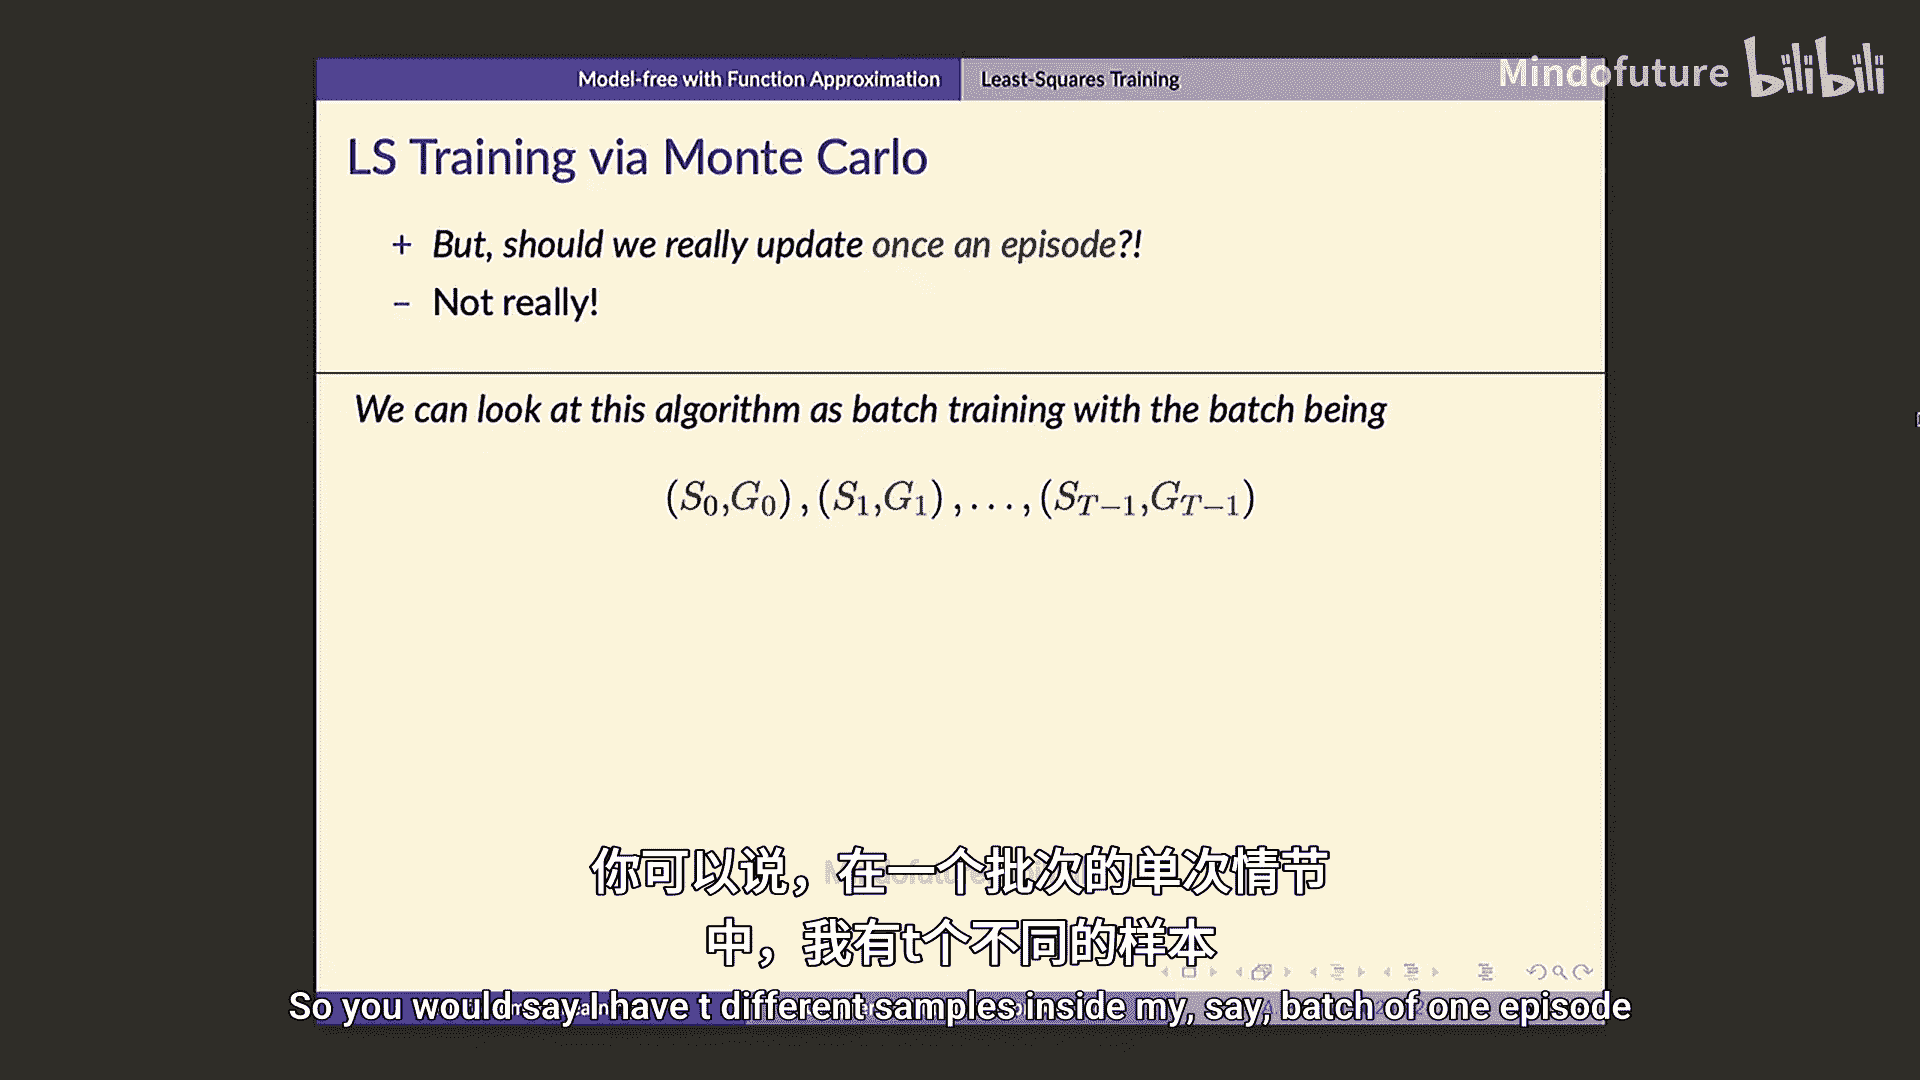 Model-free with Function Approximation
Least-Squares Training
Mindofuture bilibili
LS Training via Monte Carlo
+ But, should we really update once an episode?!
– Not really!
We can look at this algorithm as batch training with the batch being
(S₀,G₀), (S₁,G₁), . . . , (S_{T−1},G_{T−1})
你可以说，在一个批次的单次情节
中，我有t个不同的样本
So you would say I have t different samples inside my, say, batch of one episode